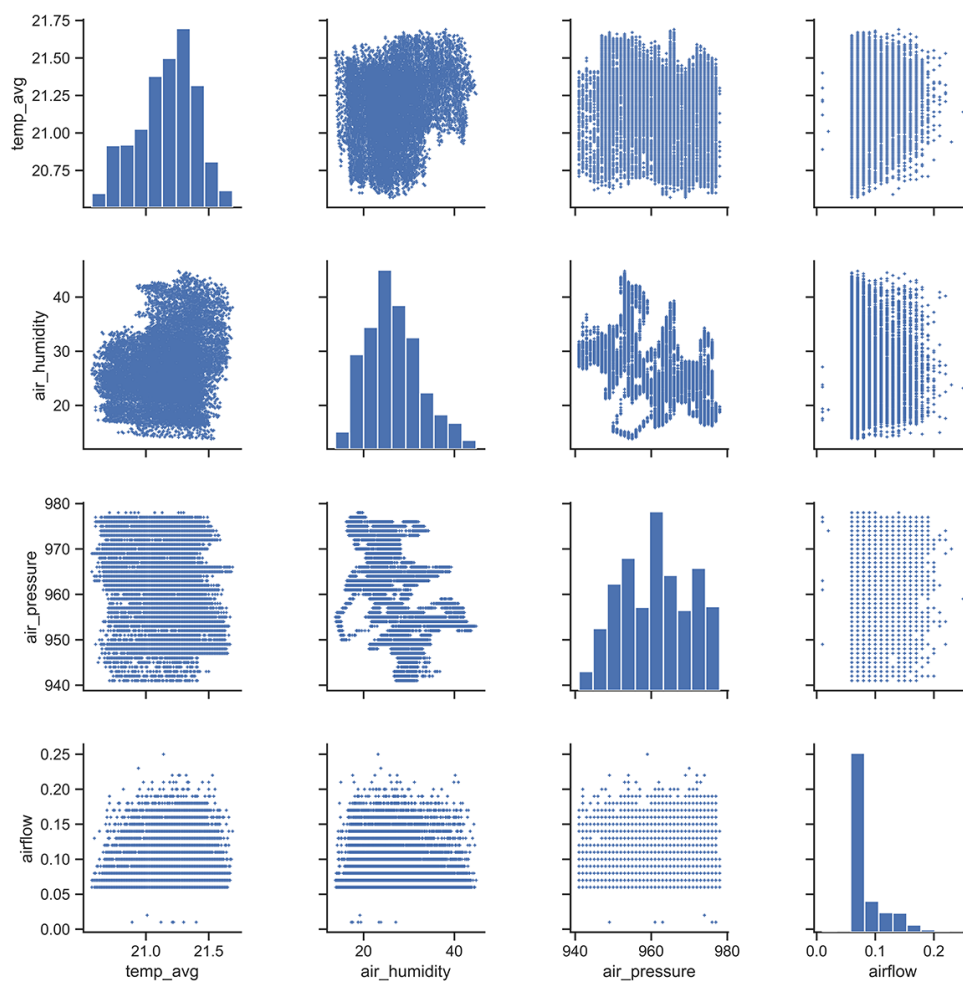 21.75
21.50
21.25
21.00
20.75
temp_avg
40
30
20
air_humidity
980
970
960
950
940
air_pressure
0.25
0.20
0.15
0.10
0.05
0.00
airflow
21.0 21.5
temp_avg
20 40
air_humidity
940 960 980
air_pressure
0.0 0.1 0.2
airflow